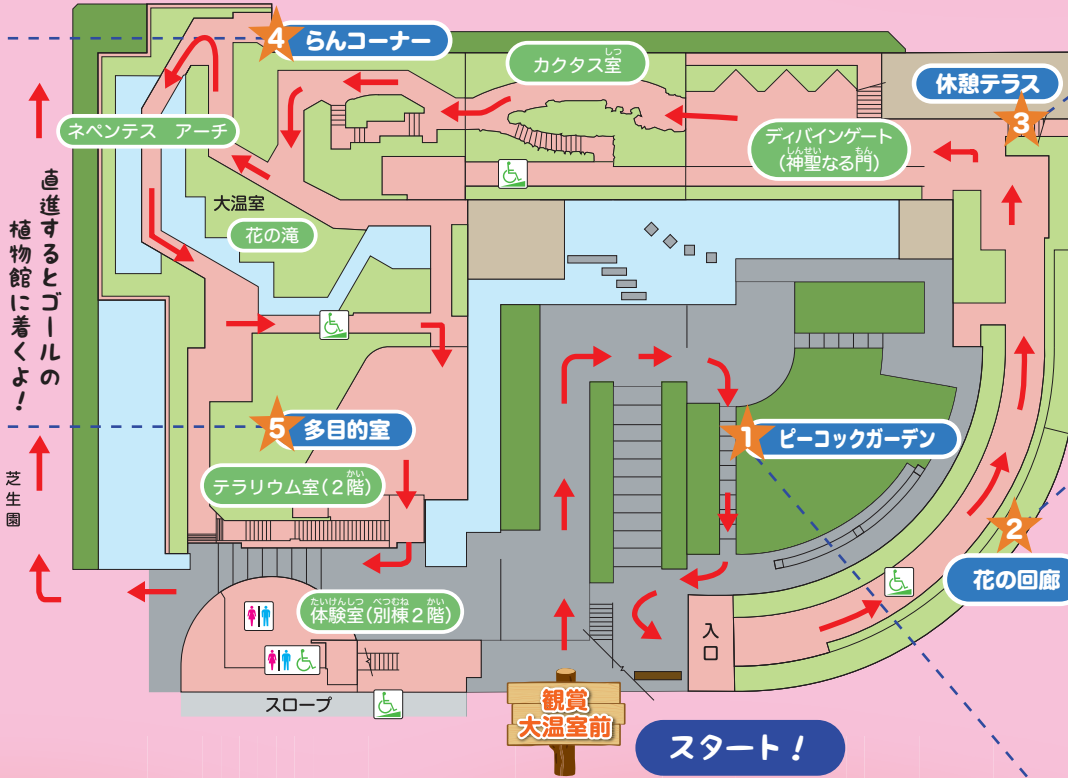 4 らんコーナー
カクタス室
しつ
休憩テラス
3
ネペンテス アーチ
ディバインゲート
(神聖なる門)
しんせい もん
大温室
花の滝
直進するとゴールの
植物館に着くよ！
1 ピーコックガーデン
5 多目的室
テラリウム室(2階)
かい
芝生園
2
花の回廊
体験室(別棟2階)
たいけんしつ べつむね かい
入口
スロープ
観賞
大温室前
スタート！